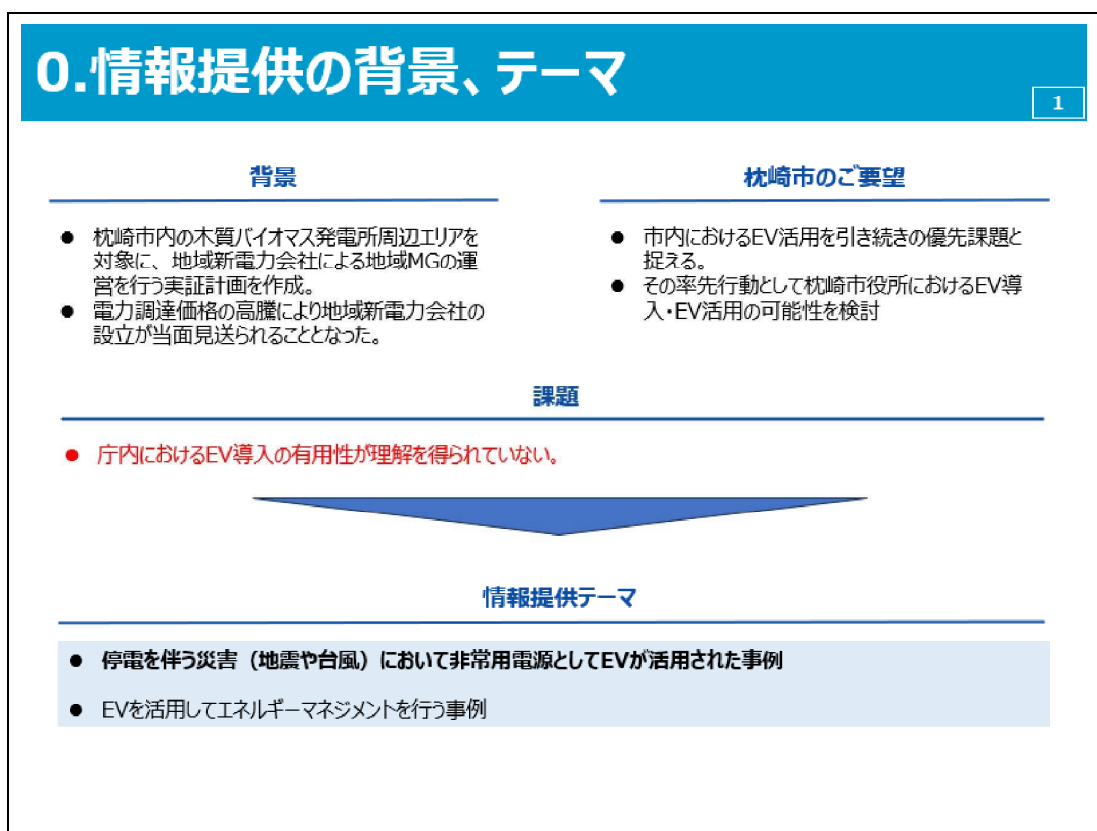 0.情報提供の背景、テーマ
1
背景
● 枕崎市内の木質バイオマス発電所周辺エリアを
対象に、地域新電力会社による地域MGの運
営を行う実証計画を作成。
● 電力調達価格の高騰により地域新電力会社の
設立が当面見送られることとなった。
枕崎市のご要望
● 市内におけるEV活用を引き続きの優先課題と
捉える。
● その率先行動として枕崎市役所におけるEV導
入・EV活用の可能性を検討
課題
● 庁内におけるEV導入の有用性が理解を得られていない。
情報提供テーマ
● 停電を伴う災害（地震や台風）において非常用電源としてEVが活用された事例
● EVを活用してエネルギーマネジメントを行う事例